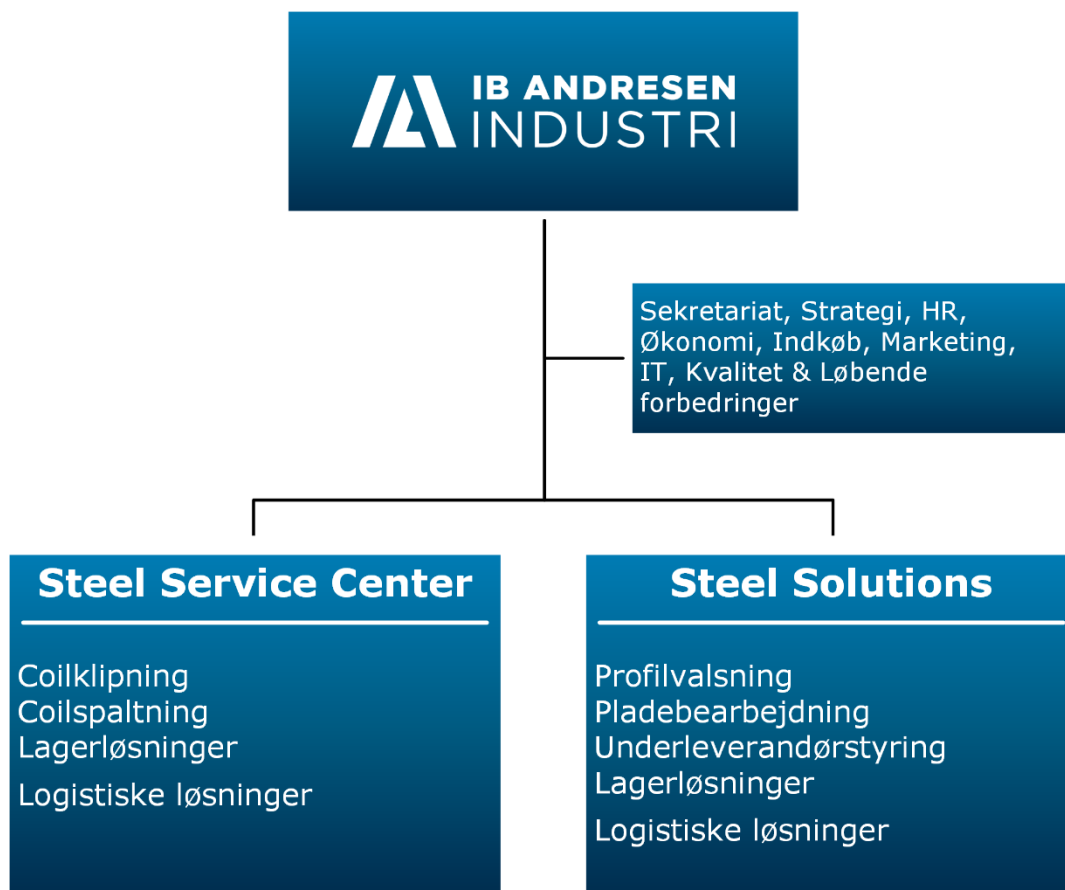 IB ANDRESEN
INDUSTRI
Sekretariat, Strategi, HR,
Økonomi, Indkøb, Marketing,
IT, Kvalitet & Løbende
forbedringer
Steel Service Center
Coilklipning
Coilspaltning
Lagerløsninger
Logistiske løsninger
Steel Solutions
Profilvalsning
Pladebearbejdning
Underleverandørstyring
Lagerløsninger
Logistiske løsninger